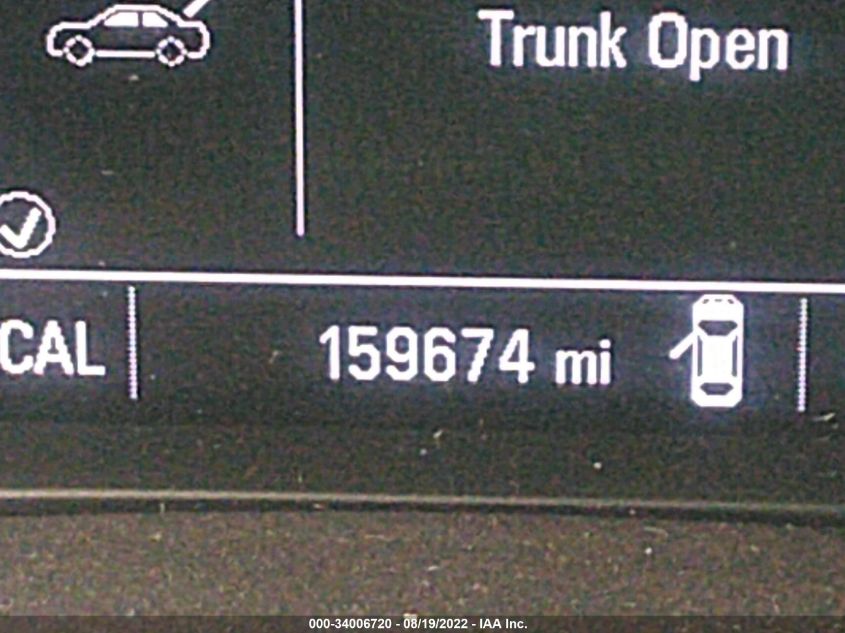 Trunk Open
CAL
159674 mi
000-34006720 - 08/19/2022 - IAA Inc.